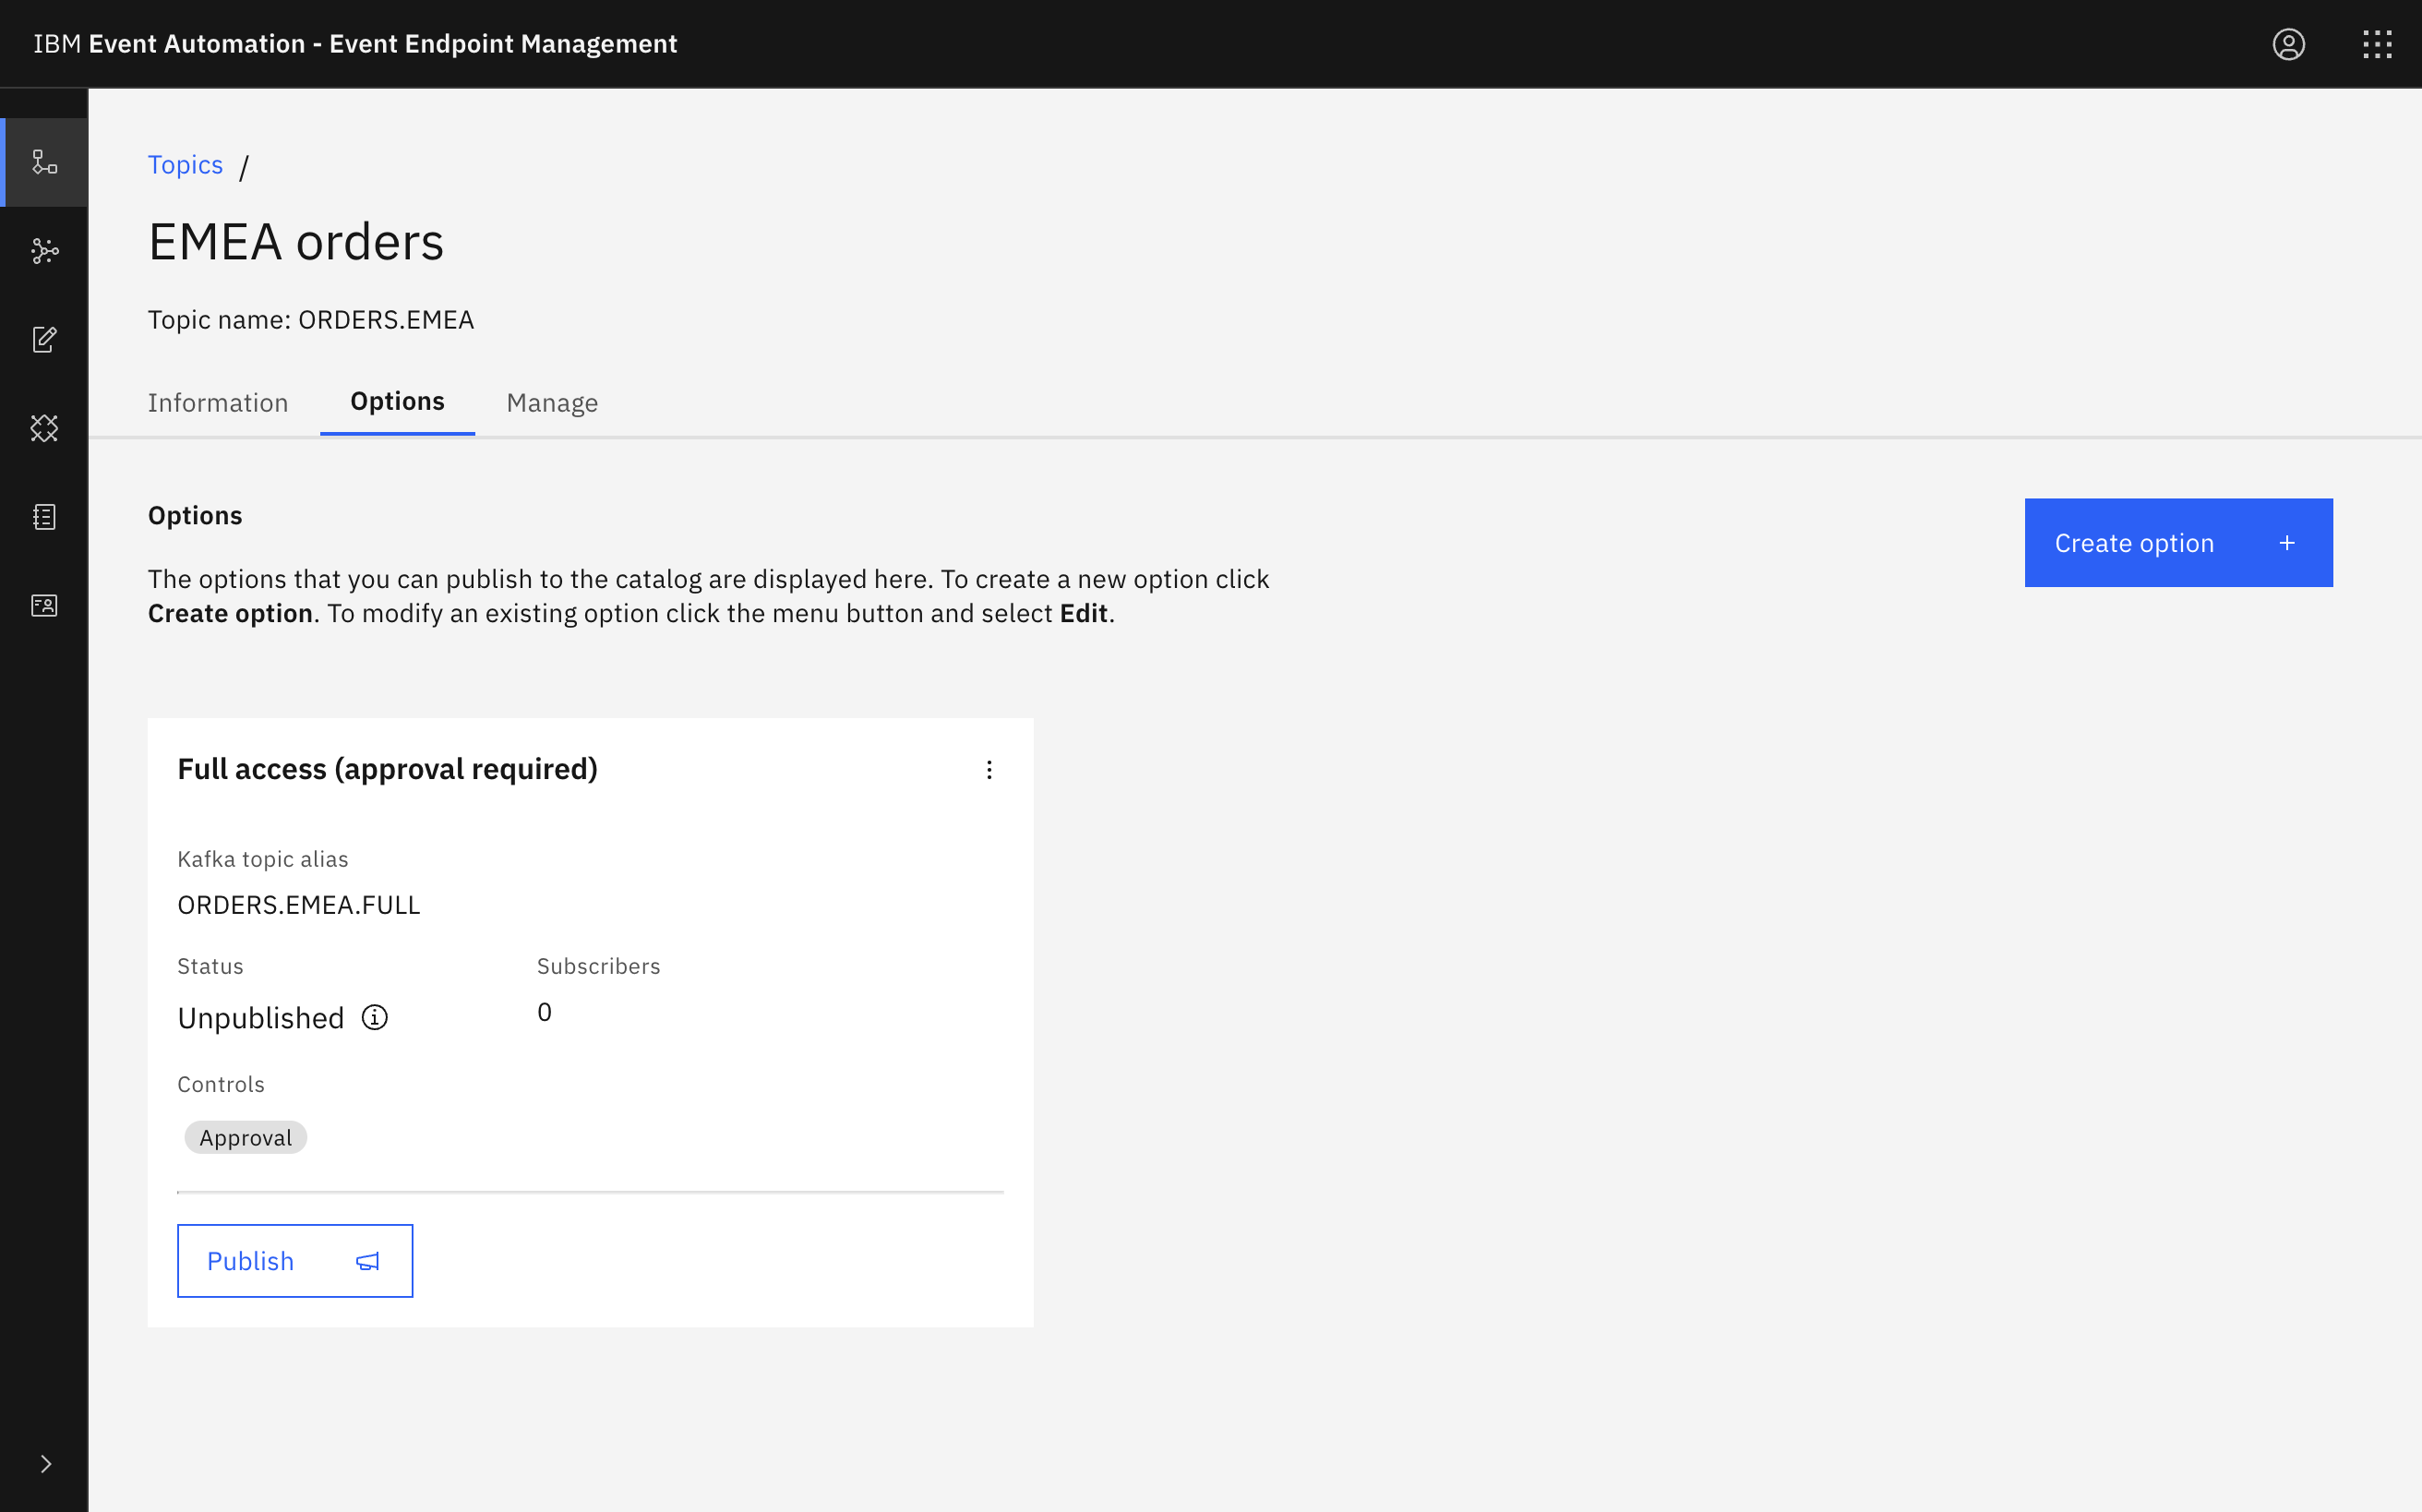 IBM Event Automation - Event Endpoint Management
Topics /
EMEA orders
Topic name: ORDERS.EMEA
Information Options Manage
Options
Create option +
The options that you can publish to the catalog are displayed here. To create a new option click
Create option. To modify an existing option click the menu button and select Edit.
Full access (approval required)
Kafka topic alias
ORDERS.EMEA.FULL
Status Subscribers
Unpublished 0
Controls
Approval
Publish